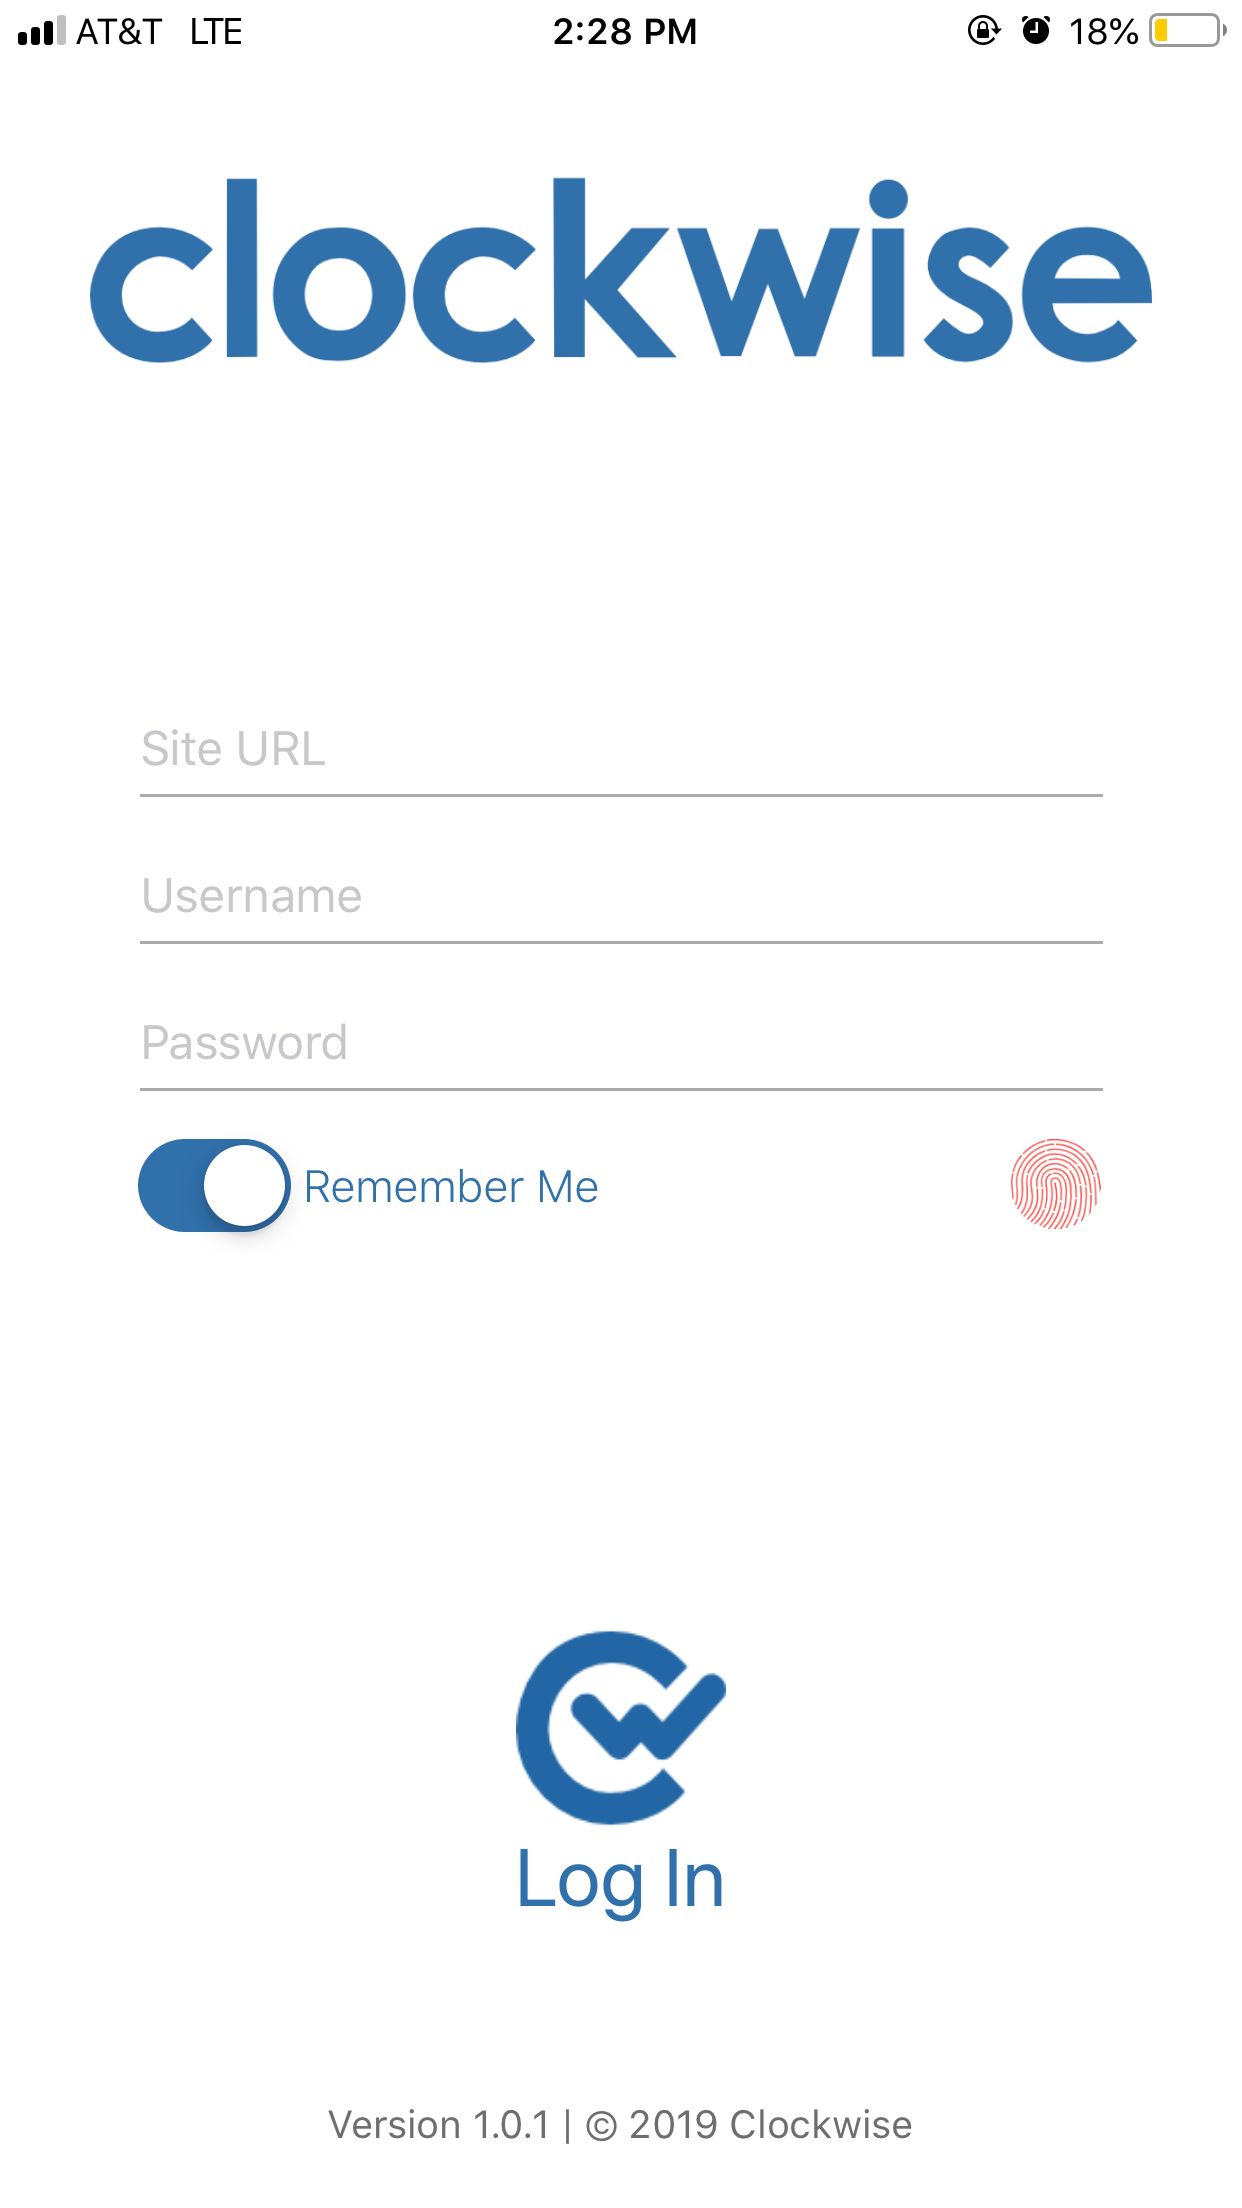 AT&T LTE 2:28 PM 18%
clockwise
Site URL
Username
Password
Remember Me
Log In
Version 1.0.1 | © 2019 Clockwise